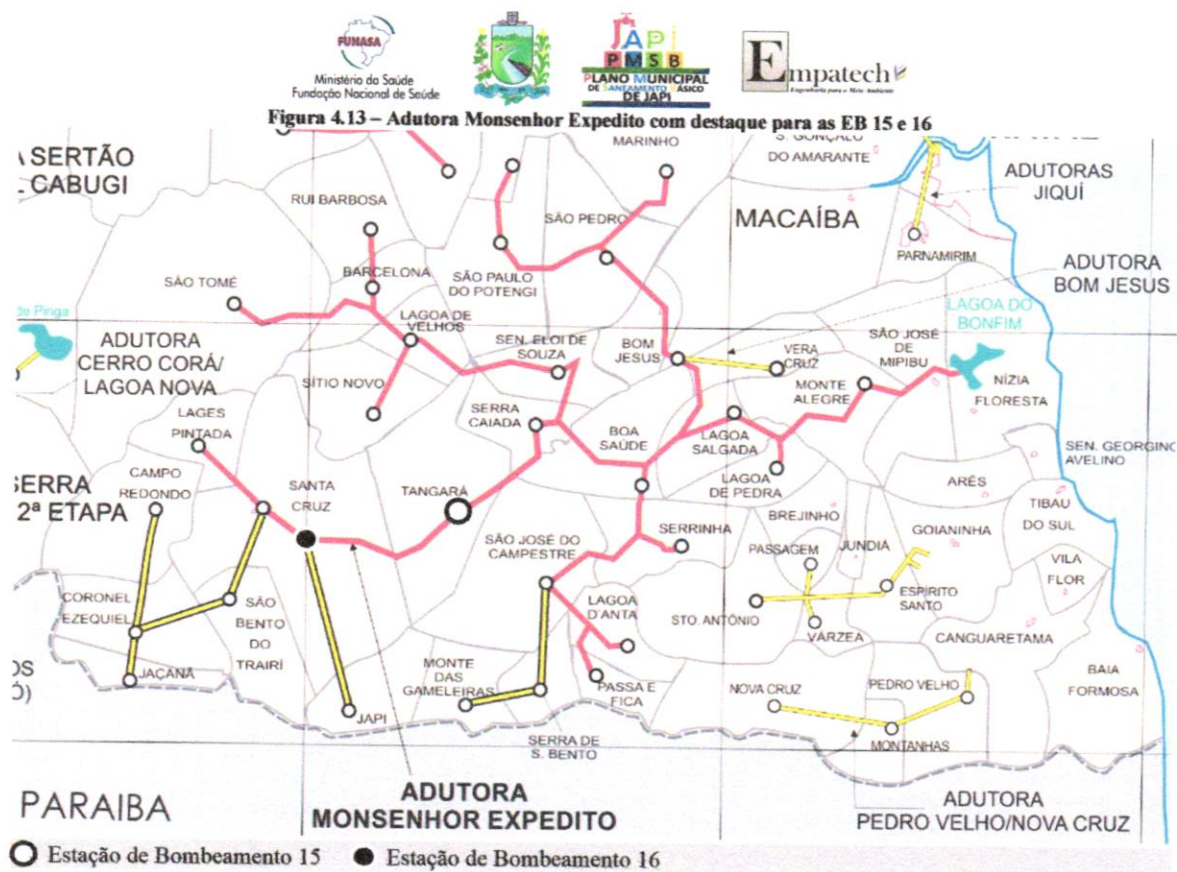 FUNASA
Ministério da Saúde
Fundação Nacional de Saúde
JAPI
PMSB
PLANO MUNICIPAL
DE SANEAMENTO BÁSICO
DE JAPI
Empatech
Engenharia para o Meio Ambiente
Figura 4.13 – Adutora Monsenhor Expedito com destaque para as EB 15 e 16
SERTÃO
CABUGI
MARINHO
S. GONÇALO
DO AMARANTE
ADUTORAS
JIQUÍ
RUI BARBOSA
SÃO PEDRO
MACAÍBA
PARNAMIRIM
BARCELONA
SÃO PAULO
DO POTENGI
ADUTORA
BOM JESUS
SÃO TOMÉ
de Pinga
LAGOA DE
VELHOS
LAGOA DO
BONFIM
ADUTORA
CERRO CORÁ/
LAGOA NOVA
SEN. ELOI DE
SOUZA
BOM
JESUS
VERA
CRUZ
SÃO JOSÉ
DE
MIPIBU
SÍTIO NOVO
MONTE
ALEGRE
NÍZIA
FLORESTA
LAGES
PINTADA
SERRA
CAIADA
BOA
SAÚDE
LAGOA
SALGADA
SEN. GEORGINO
AVELINO
CAMPO
REDONDO
LAGOA
DE PEDRA
ARÊS
SERRA
2ª ETAPA
SANTA
CRUZ
TANGARÁ
TIBAU
DO SUL
BREJINHO
GOIANINHA
SÃO JOSÉ DO
CAMPESTRE
SERRINHA
PASSAGEM
JUNDIÁ
VILA
FLOR
CORONEL
EZEQUIEL
SÃO
BENTO
DO
TRAIRÍ
LAGOA
D'ANTA
STO. ANTÔNIO
ESPÍRITO
SANTO
VÁRZEA
CANGUARETAMA
JAÇANÃ
MONTE
DAS
GAMELEIRAS
PASSA E
FICA
NOVA CRUZ
PEDRO VELHO
BAIA
FORMOSA
JAPI
MONTANHAS
SERRA DE
S. BENTO
PARAIBA
ADUTORA
MONSENHOR EXPEDITO
ADUTORA
PEDRO VELHO/NOVA CRUZ
Estação de Bombeamento 15
Estação de Bombeamento 16